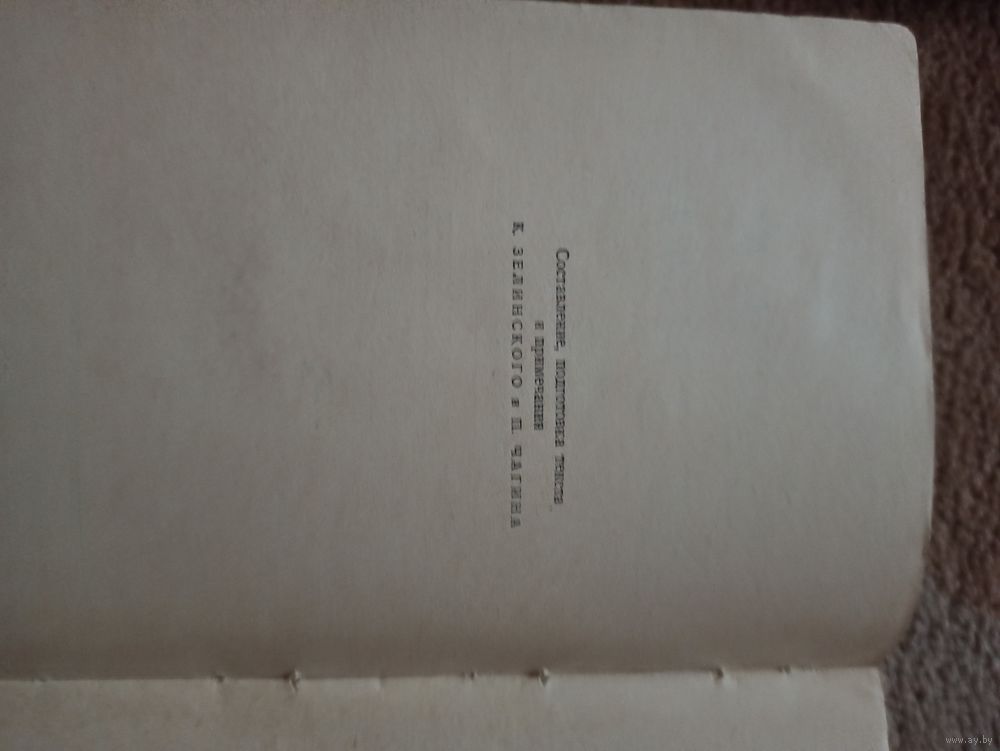 Составление, подготовка текста
и примечания
К. ЗЕЛИНСКОГО и П. ЧАГИНА
www.ay.by